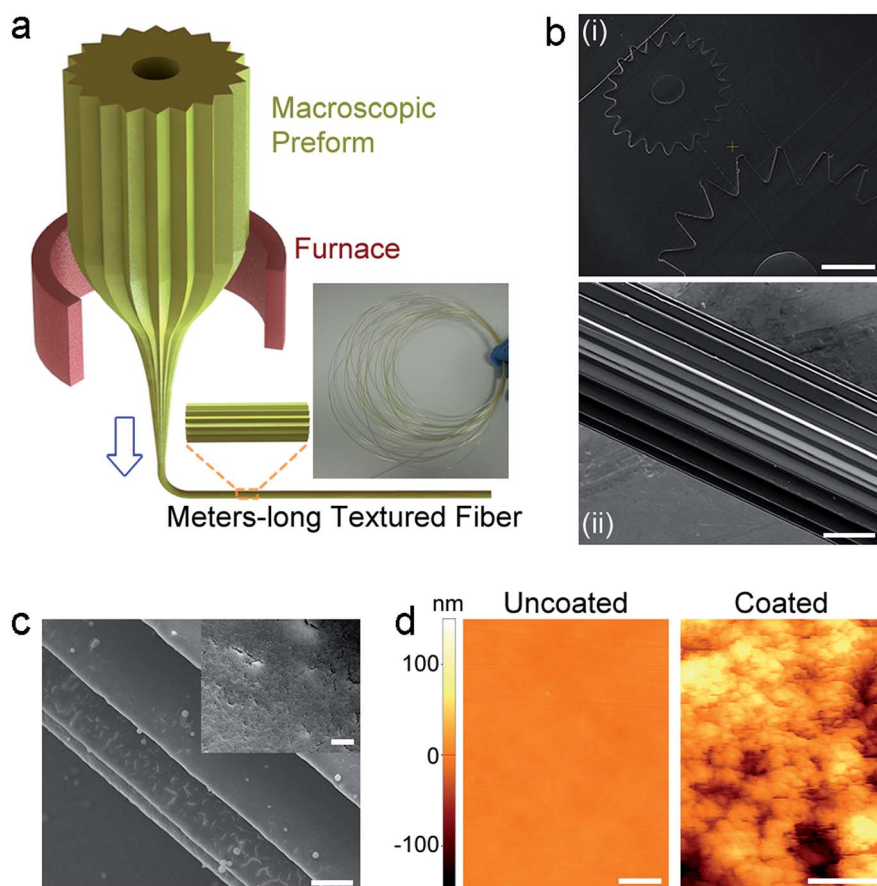 a
Macroscopic
Preform
Furnace
Meters-long Textured Fiber
b
(i)
(ii)
c
d
nm
Uncoated
Coated
100
0
-100